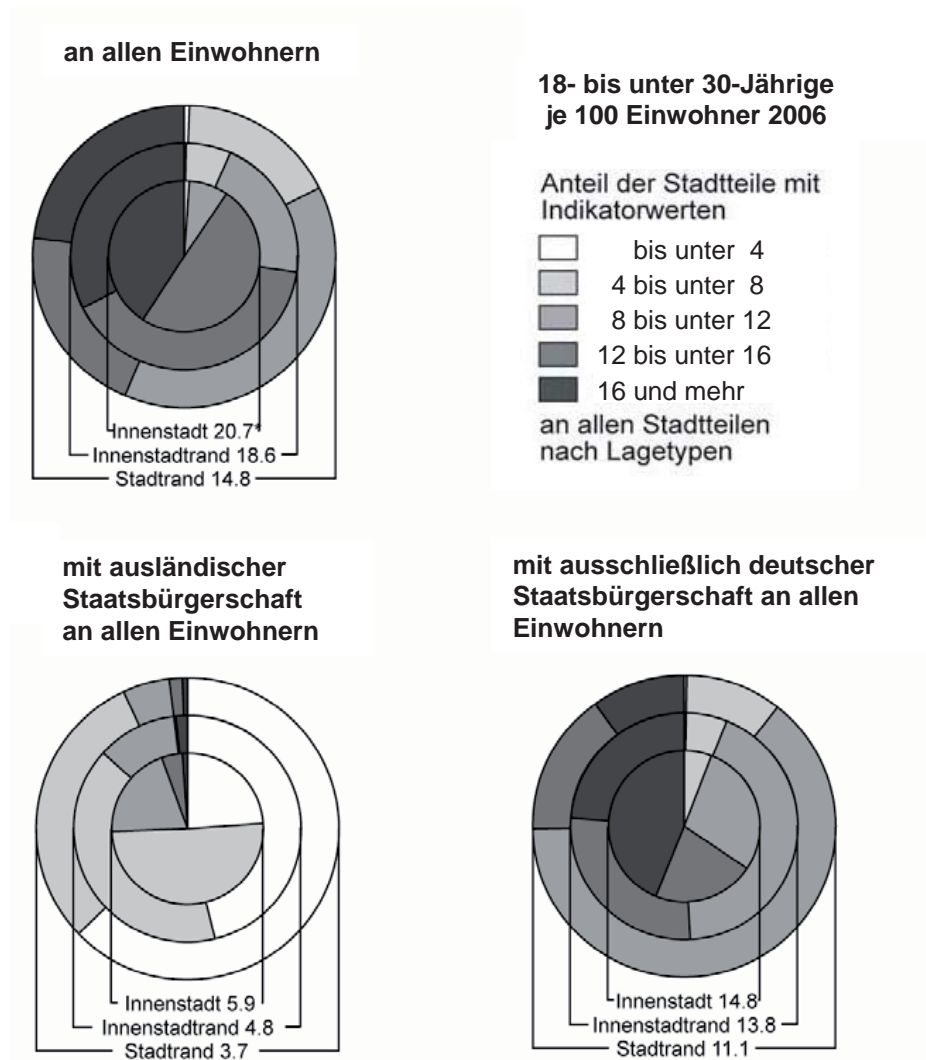 an allen Einwohnern
18- bis unter 30-Jährige
je 100 Einwohner 2006
Anteil der Stadtteile mit
Indikatorwerten
bis unter 4
4 bis unter 8
8 bis unter 12
12 bis unter 16
16 und mehr
an allen Stadtteilen
nach Lagetypen
Innenstadt 20.7*
Innenstadtrand 18.6
Stadtrand 14.8
mit ausländischer
Staatsbürgerschaft
an allen Einwohnern
Innenstadt 5.9
Innenstadtrand 4.8
Stadtrand 3.7
mit ausschließlich deutscher
Staatsbürgerschaft an allen
Einwohnern
Innenstadt 14.8
Innenstadtrand 13.8
Stadtrand 11.1